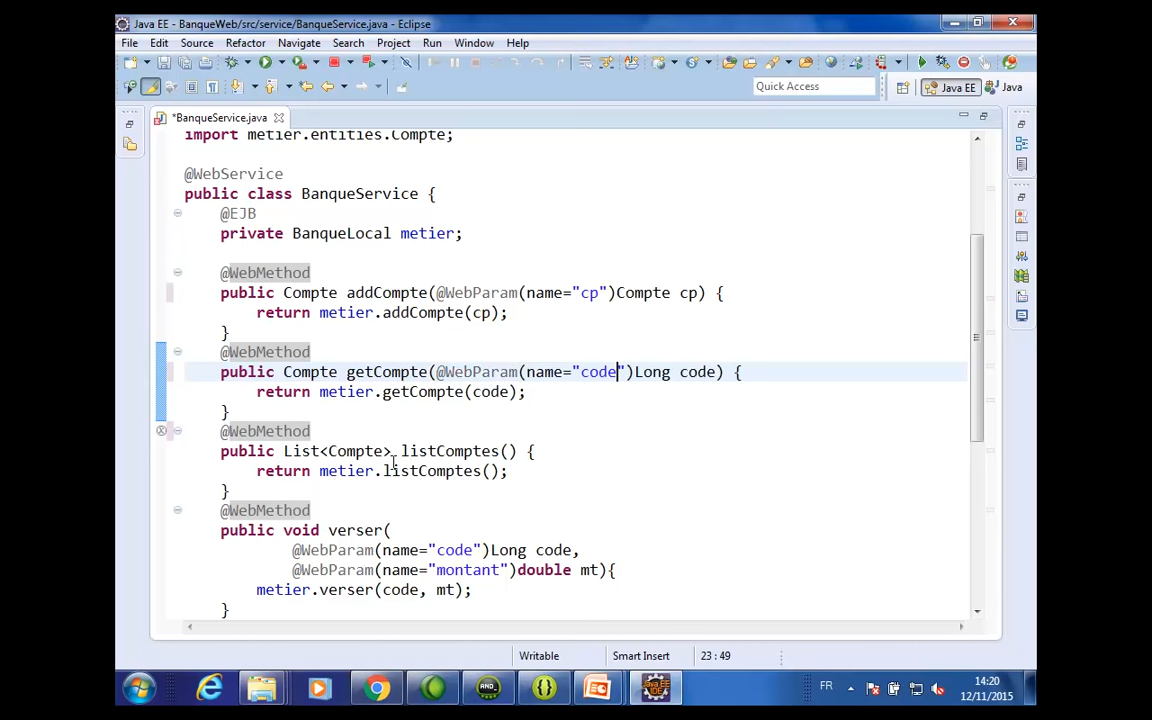 Java EE - BanqueWeb/src/service/BanqueService.java - Eclipse
File Edit Source Refactor Navigate Search Project Run Window Help
Quick Access
Java EE
Java
*BanqueService.java
import metier.entities.Compte;
@WebService
public class BanqueService {
@EJB
private BanqueLocal metier;
@WebMethod
public Compte addCompte(@WebParam(name="cp")Compte cp) {
return metier.addCompte(cp);
}
@WebMethod
public Compte getCompte(@WebParam(name="code")Long code) {
return metier.getCompte(code);
}
@WebMethod
public List<Compte> listComptes() {
return metier.listComptes();
}
@WebMethod
public void verser(
@WebParam(name="code")Long code,
@WebParam(name="montant")double mt){
metier.verser(code, mt);
}
Writable
Smart Insert
23 : 49
FR
14:20
12/11/2015